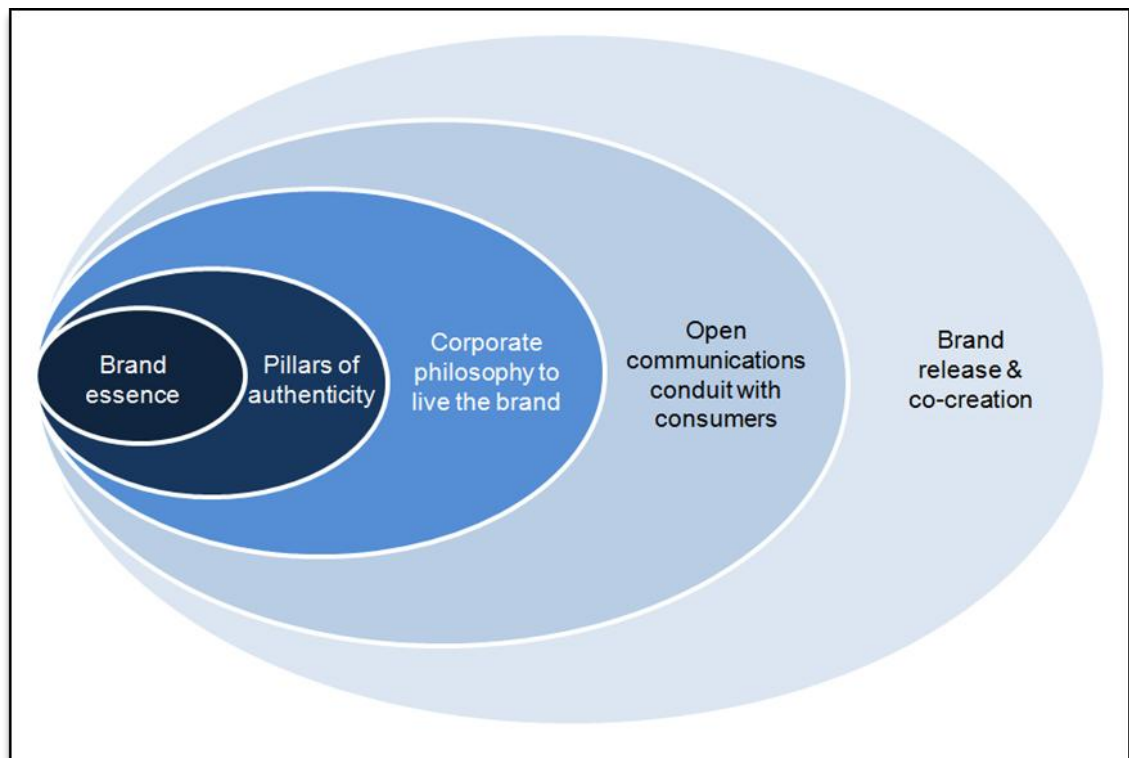 Brand
essence
Pillars of
authenticity
Corporate
philosophy to
live the brand
Open
communications
conduit with
consumers
Brand
release &
co-creation